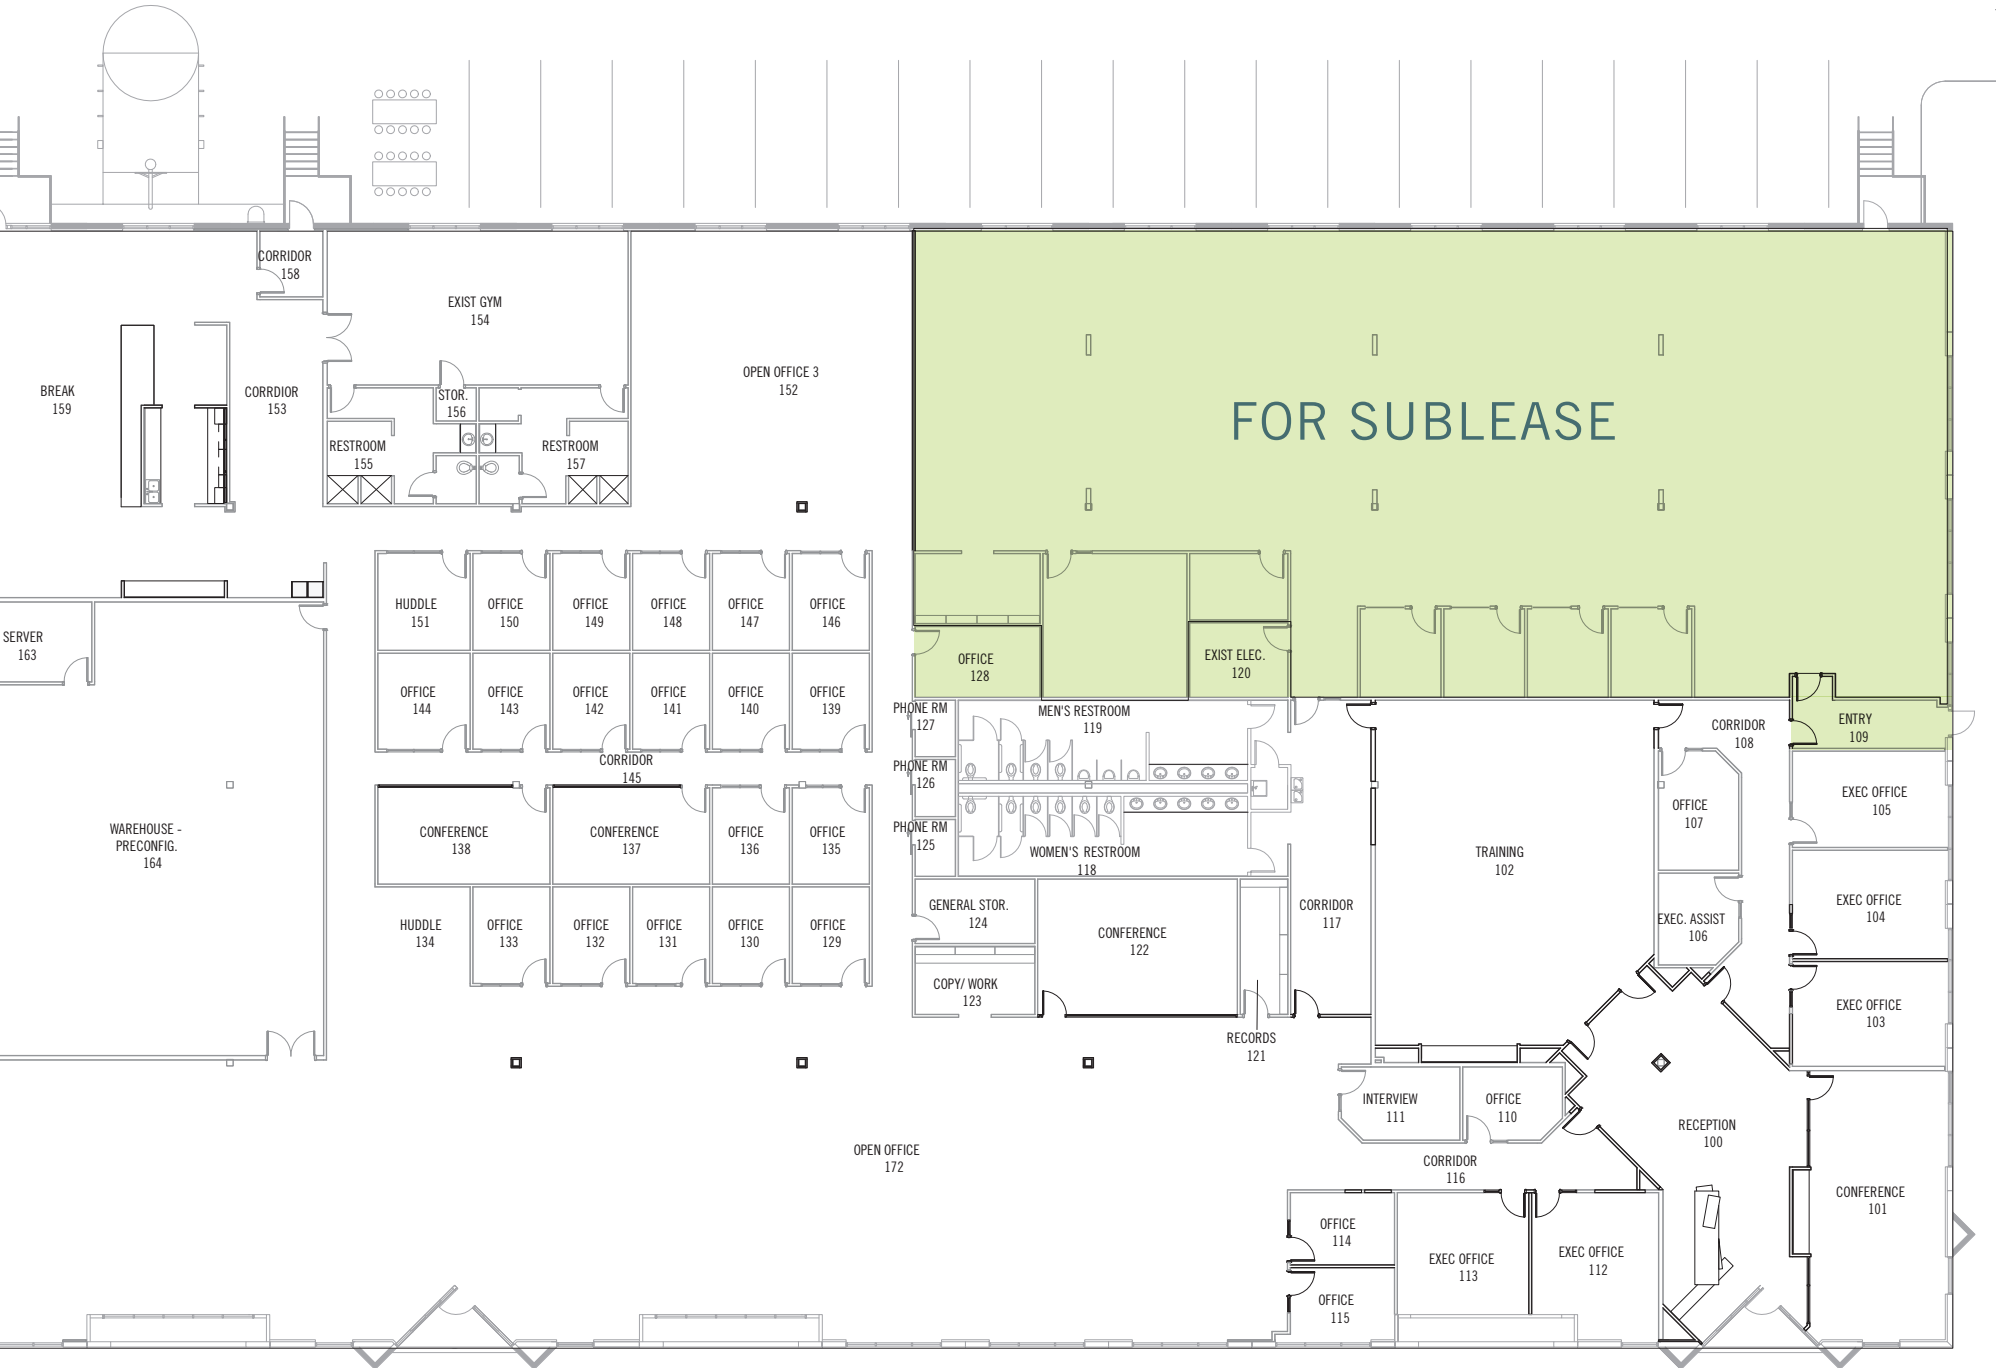 CORRIDOR
158
EXIST GYM
154
OPEN OFFICE 3
152
BREAK
159
CORRDIOR
153
STOR.
156
RESTROOM
155
RESTROOM
157
FOR SUBLEASE
SERVER
163
HUDDLE
151
OFFICE
150
OFFICE
149
OFFICE
148
OFFICE
147
OFFICE
146
OFFICE
144
OFFICE
143
OFFICE
142
OFFICE
141
OFFICE
140
OFFICE
139
CORRIDOR
145
OFFICE
128
EXIST ELEC.
120
PHONE RM
127
PHONE RM
126
PHONE RM
125
MEN'S RESTROOM
119
WOMEN'S RESTROOM
118
CORRIDOR
108
ENTRY
109
OFFICE
107
EXEC OFFICE
105
WAREHOUSE -
PRECONFIG.
164
CONFERENCE
138
CONFERENCE
137
OFFICE
136
OFFICE
135
TRAINING
102
HUDDLE
134
OFFICE
133
OFFICE
132
OFFICE
131
OFFICE
130
OFFICE
129
GENERAL STOR.
124
CONFERENCE
122
CORRIDOR
117
EXEC. ASSIST
106
EXEC OFFICE
104
COPY/ WORK
123
RECORDS
121
EXEC OFFICE
103
INTERVIEW
111
OFFICE
110
RECEPTION
100
OPEN OFFICE
172
CORRIDOR
116
CONFERENCE
101
OFFICE
114
EXEC OFFICE
113
EXEC OFFICE
112
OFFICE
115